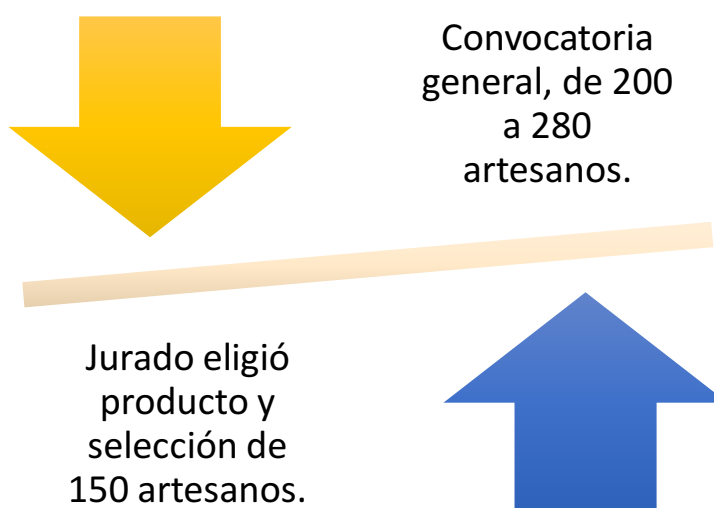 Convocatoria
general, de 200
a 280
artesanos.
Jurado eligió
producto y
selección de
150 artesanos.